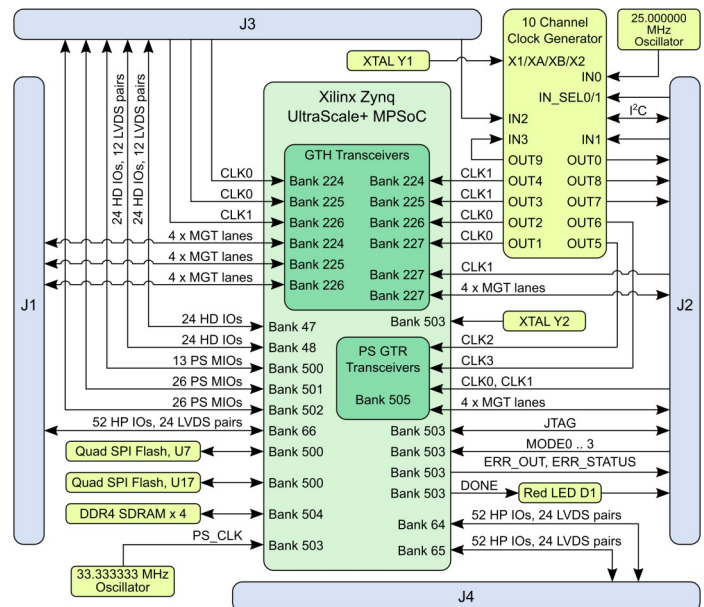 J3
10 Channel
Clock Generator
25.000000
MHz
Oscillator
XTAL Y1
X1/XA/XB/X2
IN0
IN_SEL0/1
I²C
IN2
IN1
IN3
OUT9
OUT0
OUT4
OUT8
OUT3
OUT7
OUT2
OUT6
OUT1
OUT5
24 HD IOs, 12 LVDS pairs
24 HD IOs, 12 LVDS pairs
Xilinx Zynq
UltraScale+ MPSoC
GTH Transceivers
CLK0
Bank 224
Bank 224
CLK1
CLK0
Bank 225
Bank 225
CLK1
CLK1
Bank 226
Bank 226
CLK0
4 x MGT lanes
Bank 224
Bank 227
CLK0
4 x MGT lanes
Bank 225
Bank 227
CLK1
4 x MGT lanes
Bank 226
Bank 227
4 x MGT lanes
J1
J2
24 HD IOs
Bank 47
Bank 503
XTAL Y2
24 HD IOs
Bank 48
PS GTR
Transceivers
Bank 505
CLK2
13 PS MIOs
Bank 500
CLK3
26 PS MIOs
Bank 501
CLK0, CLK1
26 PS MIOs
Bank 502
4 x MGT lanes
52 HP IOs, 24 LVDS pairs
Bank 66
Bank 503
JTAG
Quad SPI Flash, U7
Bank 500
Bank 503
MODE0 .. 3
Bank 503
ERR_OUT, ERR_STATUS
Quad SPI Flash, U17
Bank 500
Bank 503
DONE
Red LED D1
DDR4 SDRAM x 4
Bank 504
Bank 64
52 HP IOs, 24 LVDS pairs
PS_CLK
Bank 503
Bank 65
52 HP IOs, 24 LVDS pairs
33.333333 MHz
Oscillator
J4